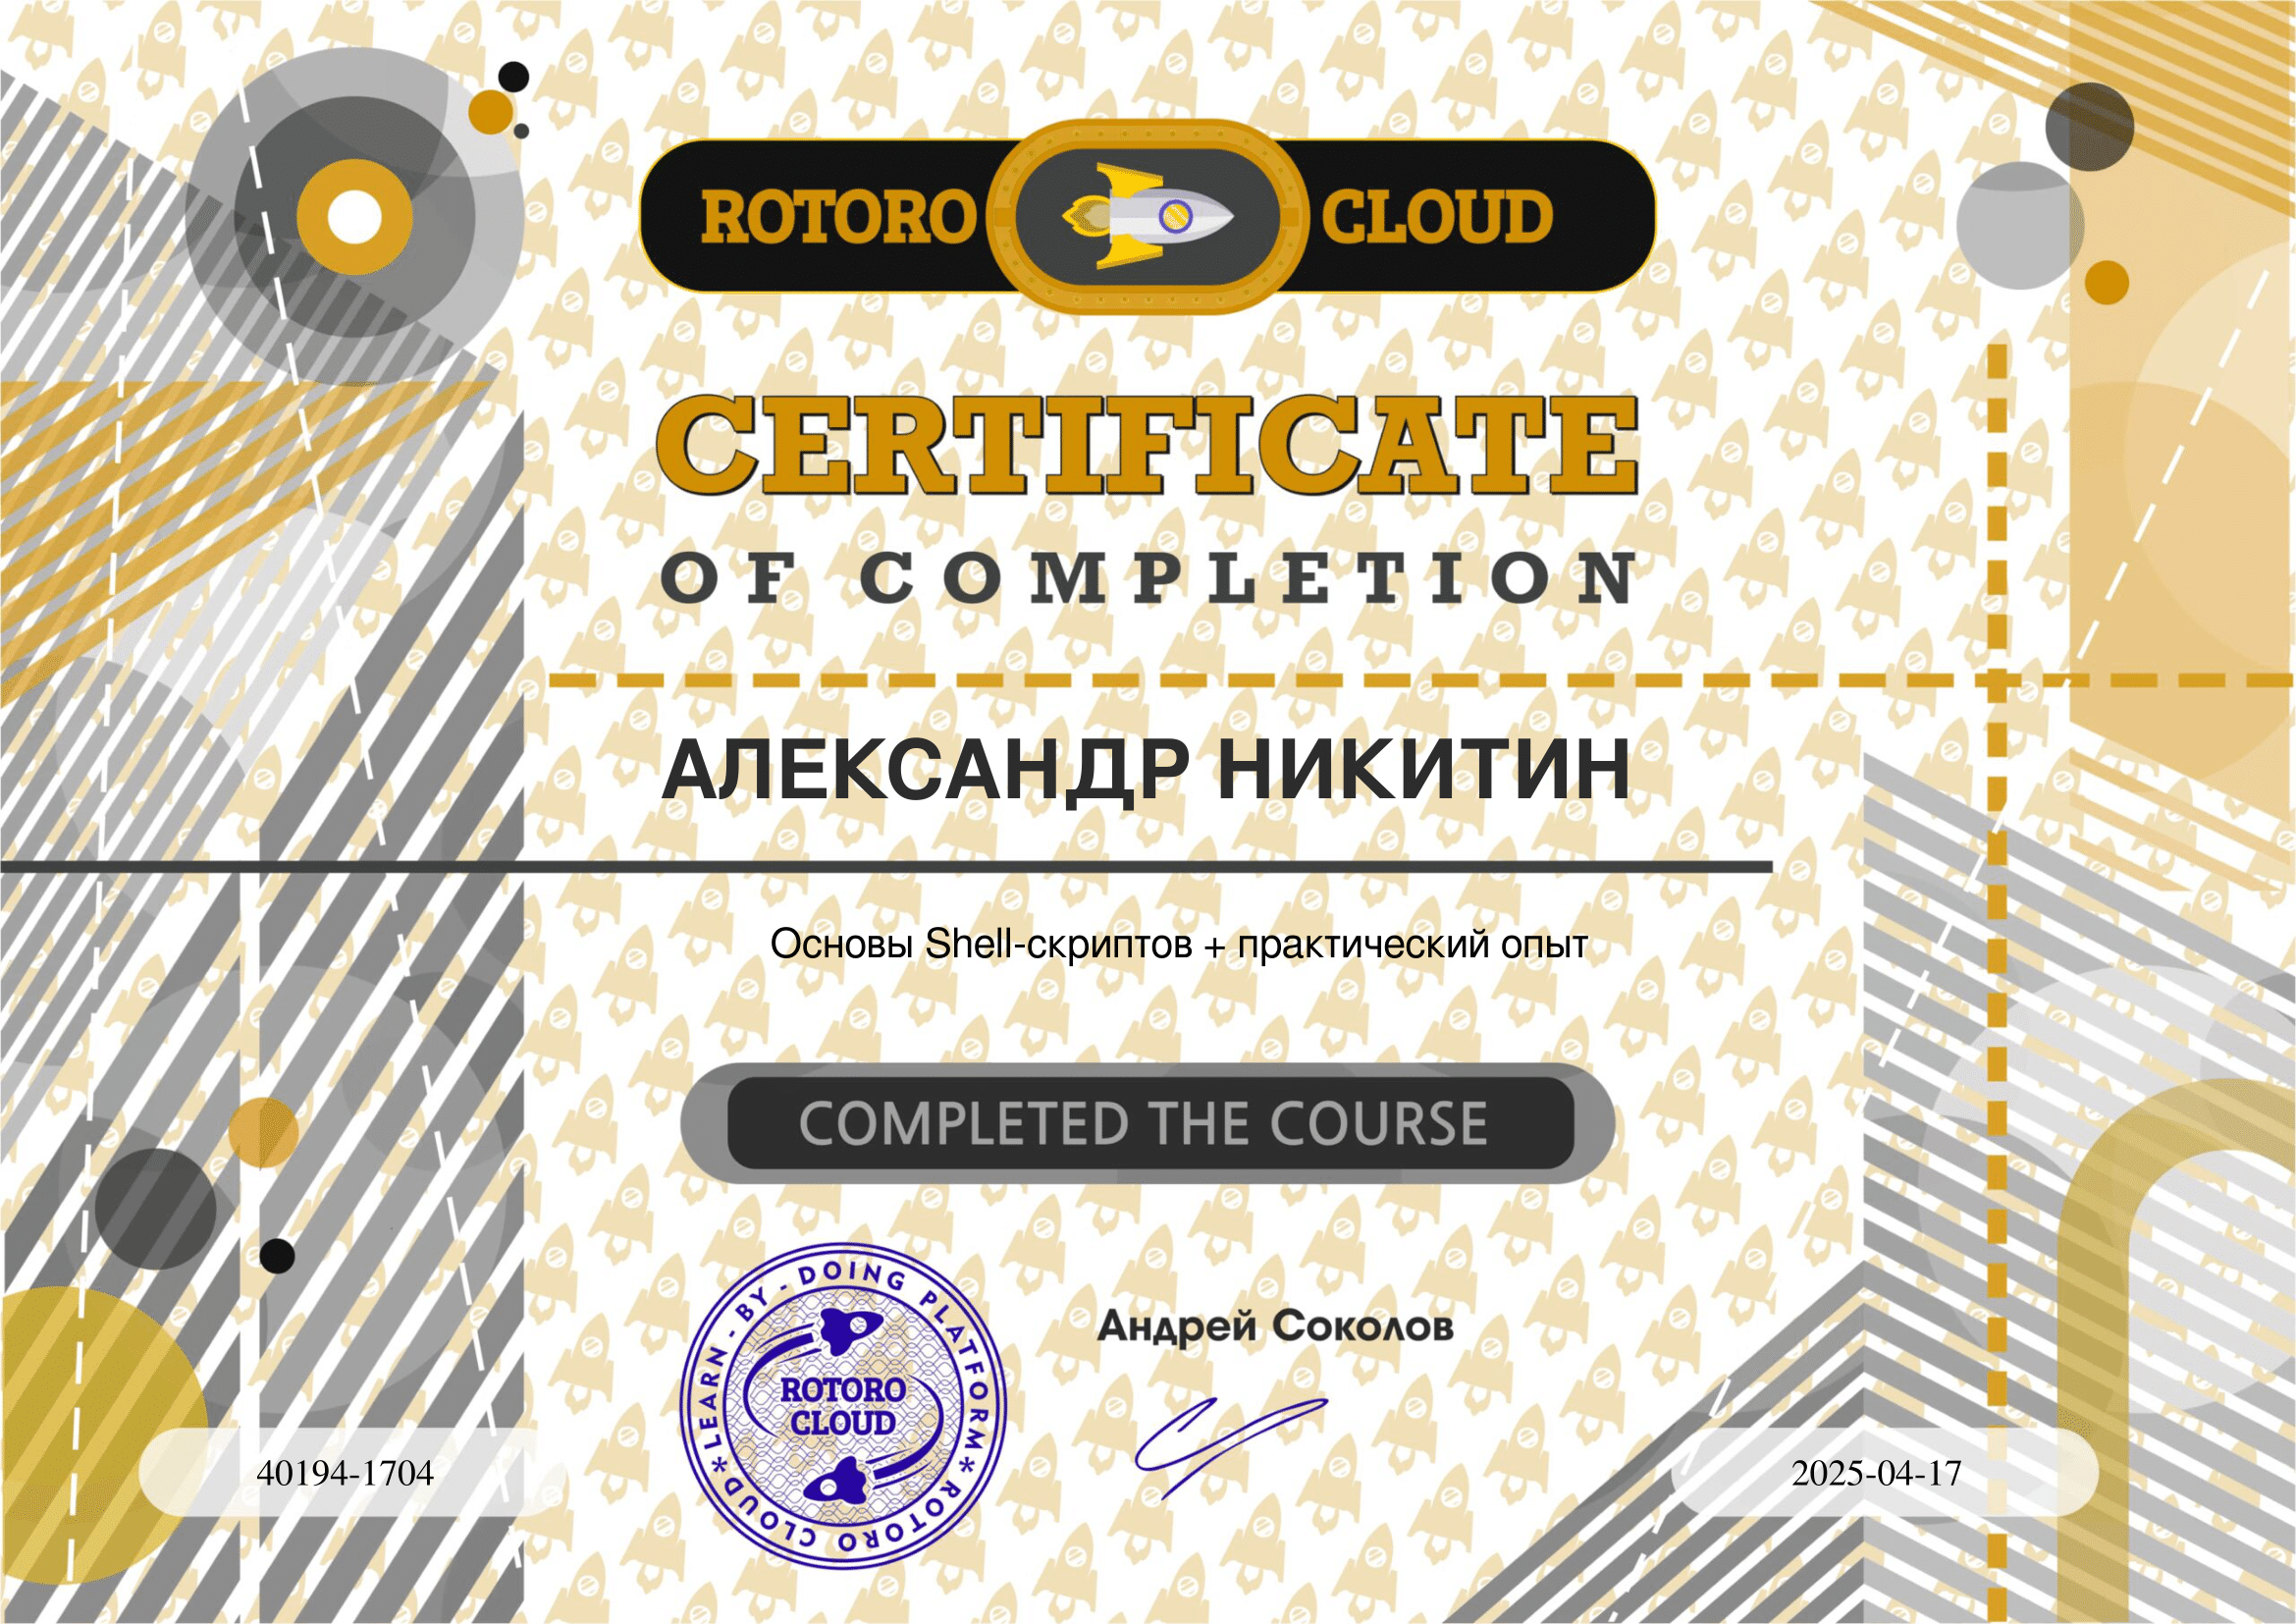 ROTORO CLOUD
CERTIFICATE
OF COMPLETION
АЛЕКСАНДР НИКИТИН
Основы Shell-скриптов + практический опыт
COMPLETED THE COURSE
LEARN - BY - DOING PLATFORM * ROTORO CLOUD *
ROTORO
CLOUD
Андрей Соколов
40194-1704
2025-04-17